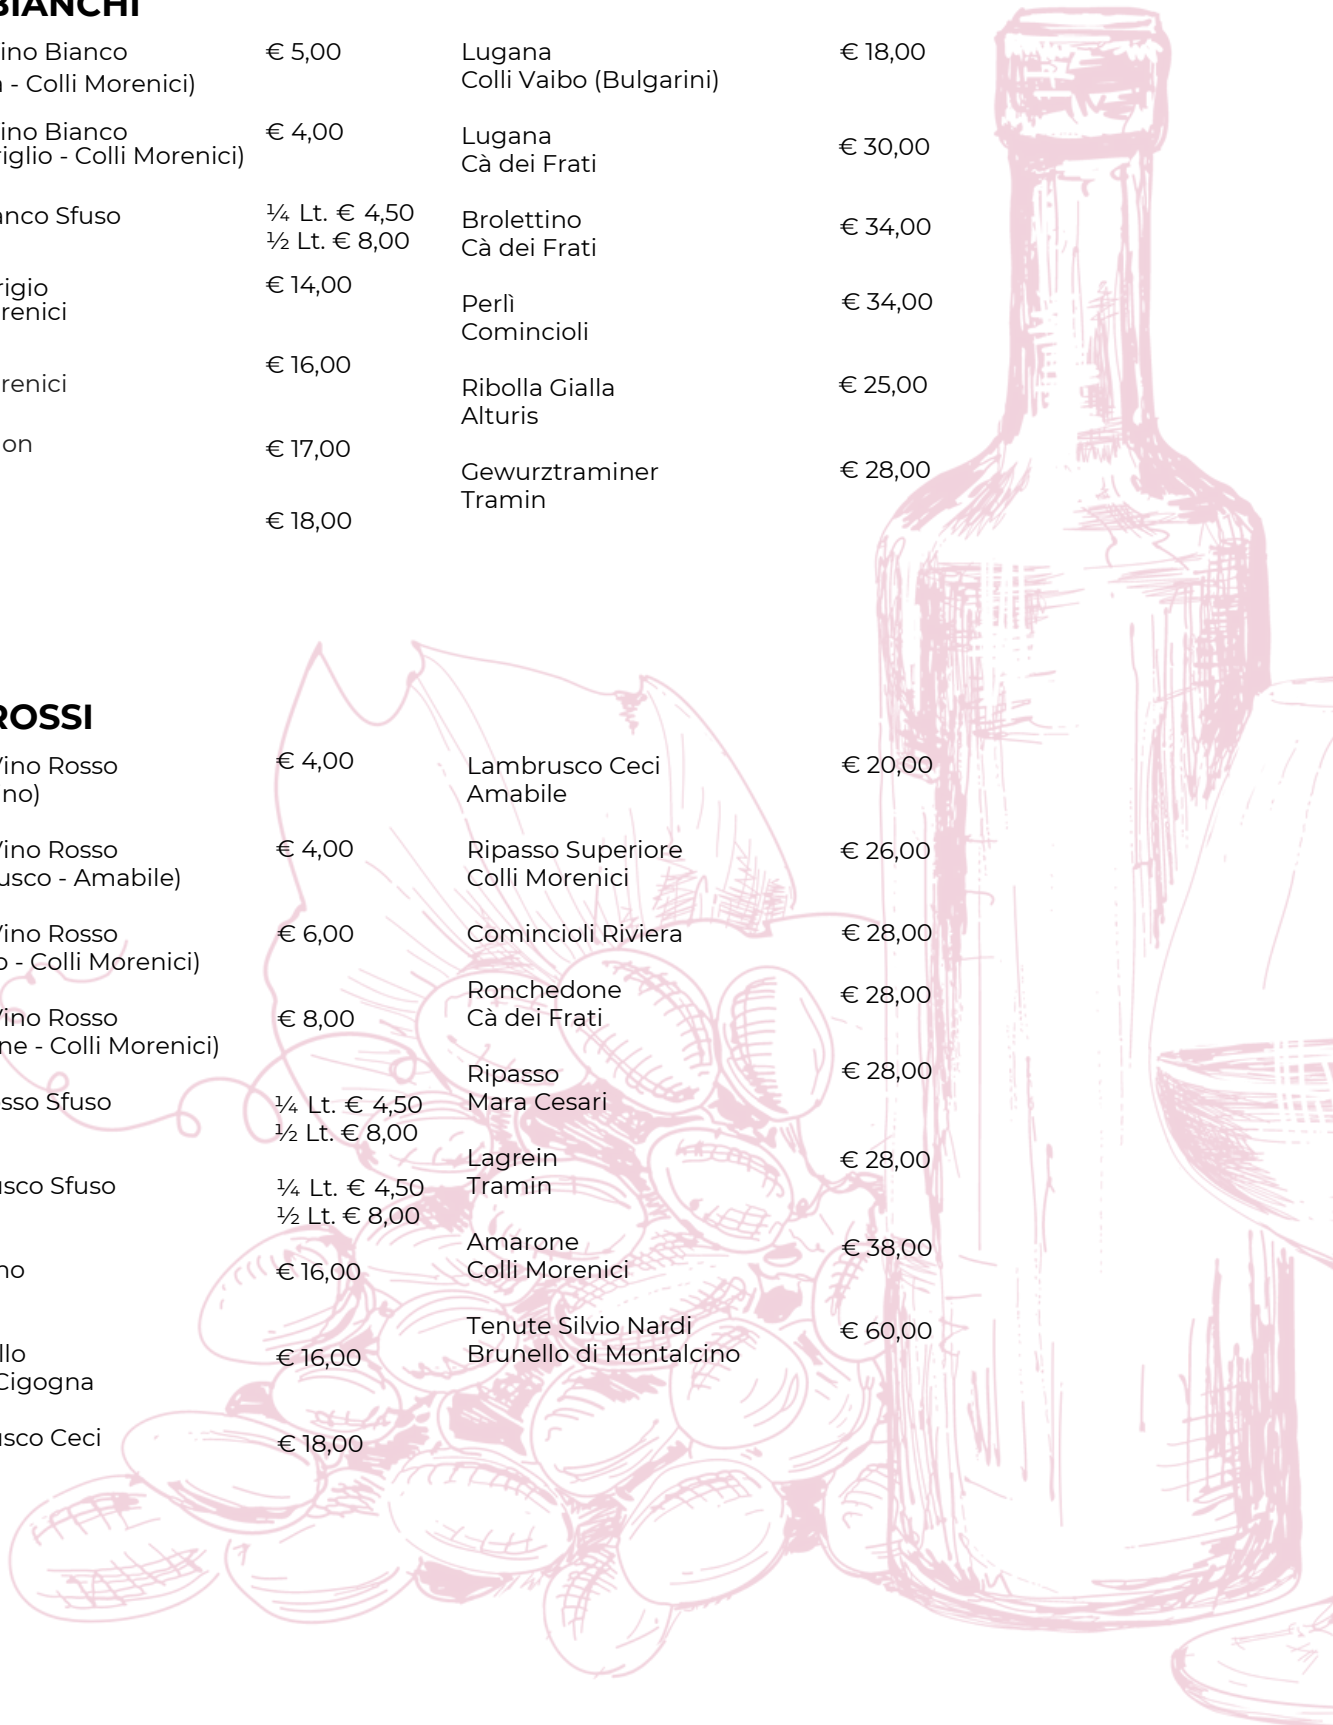 BIANCHI
ino Bianco € 5,00
- Colli Morenici)
ino Bianco € 4,00
riglio - Colli Morenici)
anco Sfuso ¼ Lt. € 4,50
½ Lt. € 8,00
rigio € 14,00
renici
€ 16,00
renici
on € 17,00
€ 18,00
Lugana € 18,00
Colli Vaibo (Bulgarini)
Lugana € 30,00
Cà dei Frati
Brolettino € 34,00
Cà dei Frati
Perlì € 34,00
Comincioli
Ribolla Gialla € 25,00
Alturis
Gewurztraminer € 28,00
Tramin
ROSSI
Vino Rosso € 4,00
no)
Vino Rosso € 4,00
usco - Amabile)
Vino Rosso € 6,00
o - Colli Morenici)
Vino Rosso € 8,00
ne - Colli Morenici)
sso Sfuso ¼ Lt. € 4,50
½ Lt. € 8,00
usco Sfuso ¼ Lt. € 4,50
½ Lt. € 8,00
no € 16,00
llo € 16,00
Cigogna
usco Ceci € 18,00
Lambrusco Ceci € 20,00
Amabile
Ripasso Superiore € 26,00
Colli Morenici
Comincioli Riviera € 28,00
Ronchedone € 28,00
Cà dei Frati
Ripasso € 28,00
Mara Cesari
Lagrein € 28,00
Tramin
Amarone € 38,00
Colli Morenici
Tenute Silvio Nardi € 60,00
Brunello di Montalcino